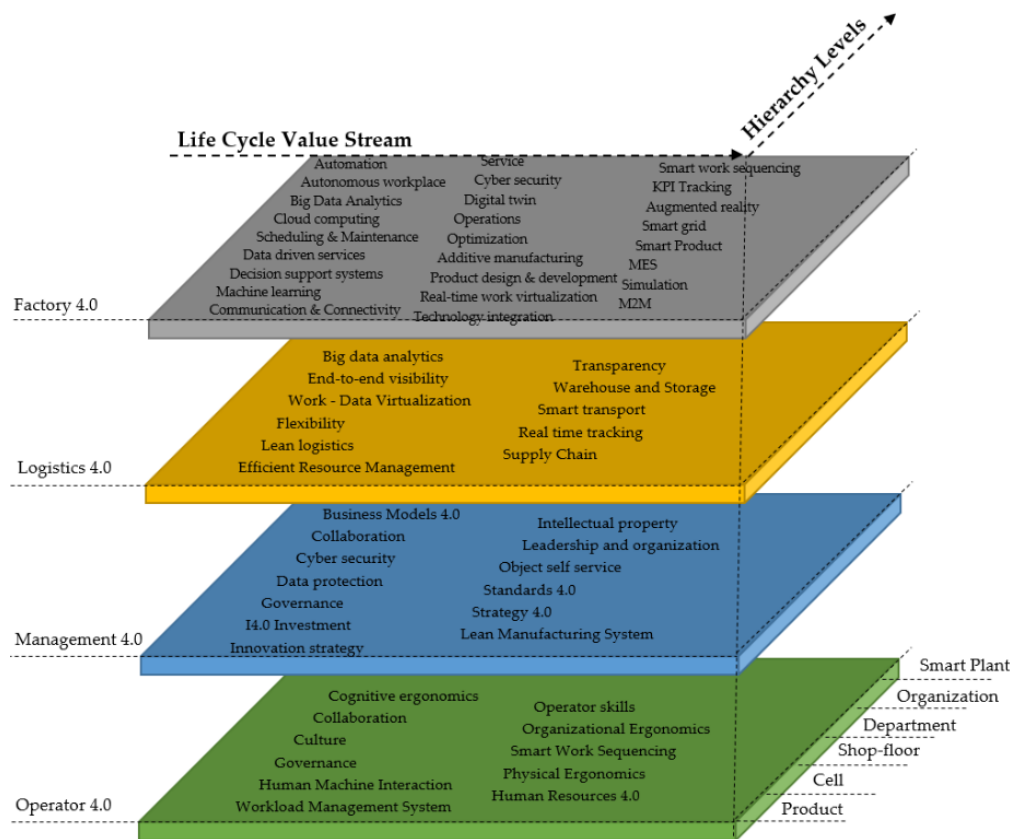 Hierarchy Levels
Life Cycle Value Stream
Automation
Autonomous workplace
Big Data Analytics
Cloud computing
Scheduling & Maintenance
Data driven services
Decision support systems
Machine learning
Communication & Connectivity
Service
Cyber security
Digital twin
Operations
Optimization
Additive manufacturing
Product design & development
Real-time work virtualization
Technology integration
Smart work sequencing
KPI Tracking
Augmented reality
Smart grid
Smart Product
MES
Simulation
M2M
Factory 4.0
Big data analytics
End-to-end visibility
Work - Data Virtualization
Flexibility
Lean logistics
Efficient Resource Management
Transparency
Warehouse and Storage
Smart transport
Real time tracking
Supply Chain
Logistics 4.0
Business Models 4.0
Collaboration
Cyber security
Data protection
Governance
I4.0 Investment
Innovation strategy
Intellectual property
Leadership and organization
Object self service
Standards 4.0
Strategy 4.0
Lean Manufacturing System
Management 4.0
Cognitive ergonomics
Collaboration
Culture
Governance
Human Machine Interaction
Workload Management System
Operator skills
Organizational Ergonomics
Smart Work Sequencing
Physical Ergonomics
Human Resources 4.0
Operator 4.0
Smart Plant
Organization
Department
Shop-floor
Cell
Product